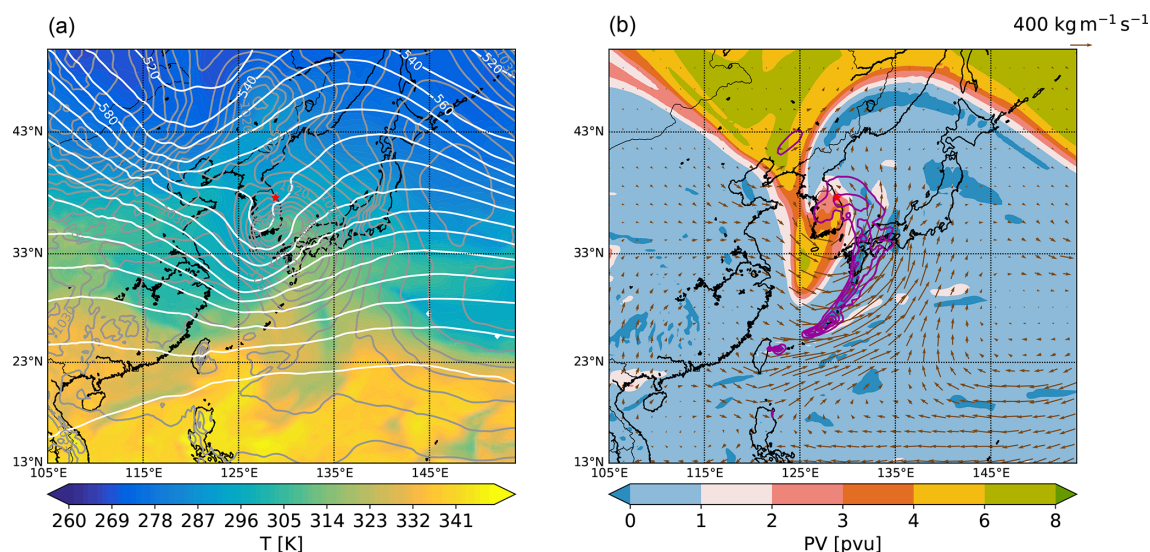 (a)
(b)
400 kg m⁻¹ s⁻¹
520
540
540
520
580
560
43°N
33°N
23°N
13°N
105°E
115°E
125°E
135°E
145°E
43°N
33°N
23°N
13°N
105°E
115°E
125°E
135°E
145°E
260 269 278 287 296 305 314 323 332 341
T [K]
0 1 2 3 4 6 8
PV [pvu]